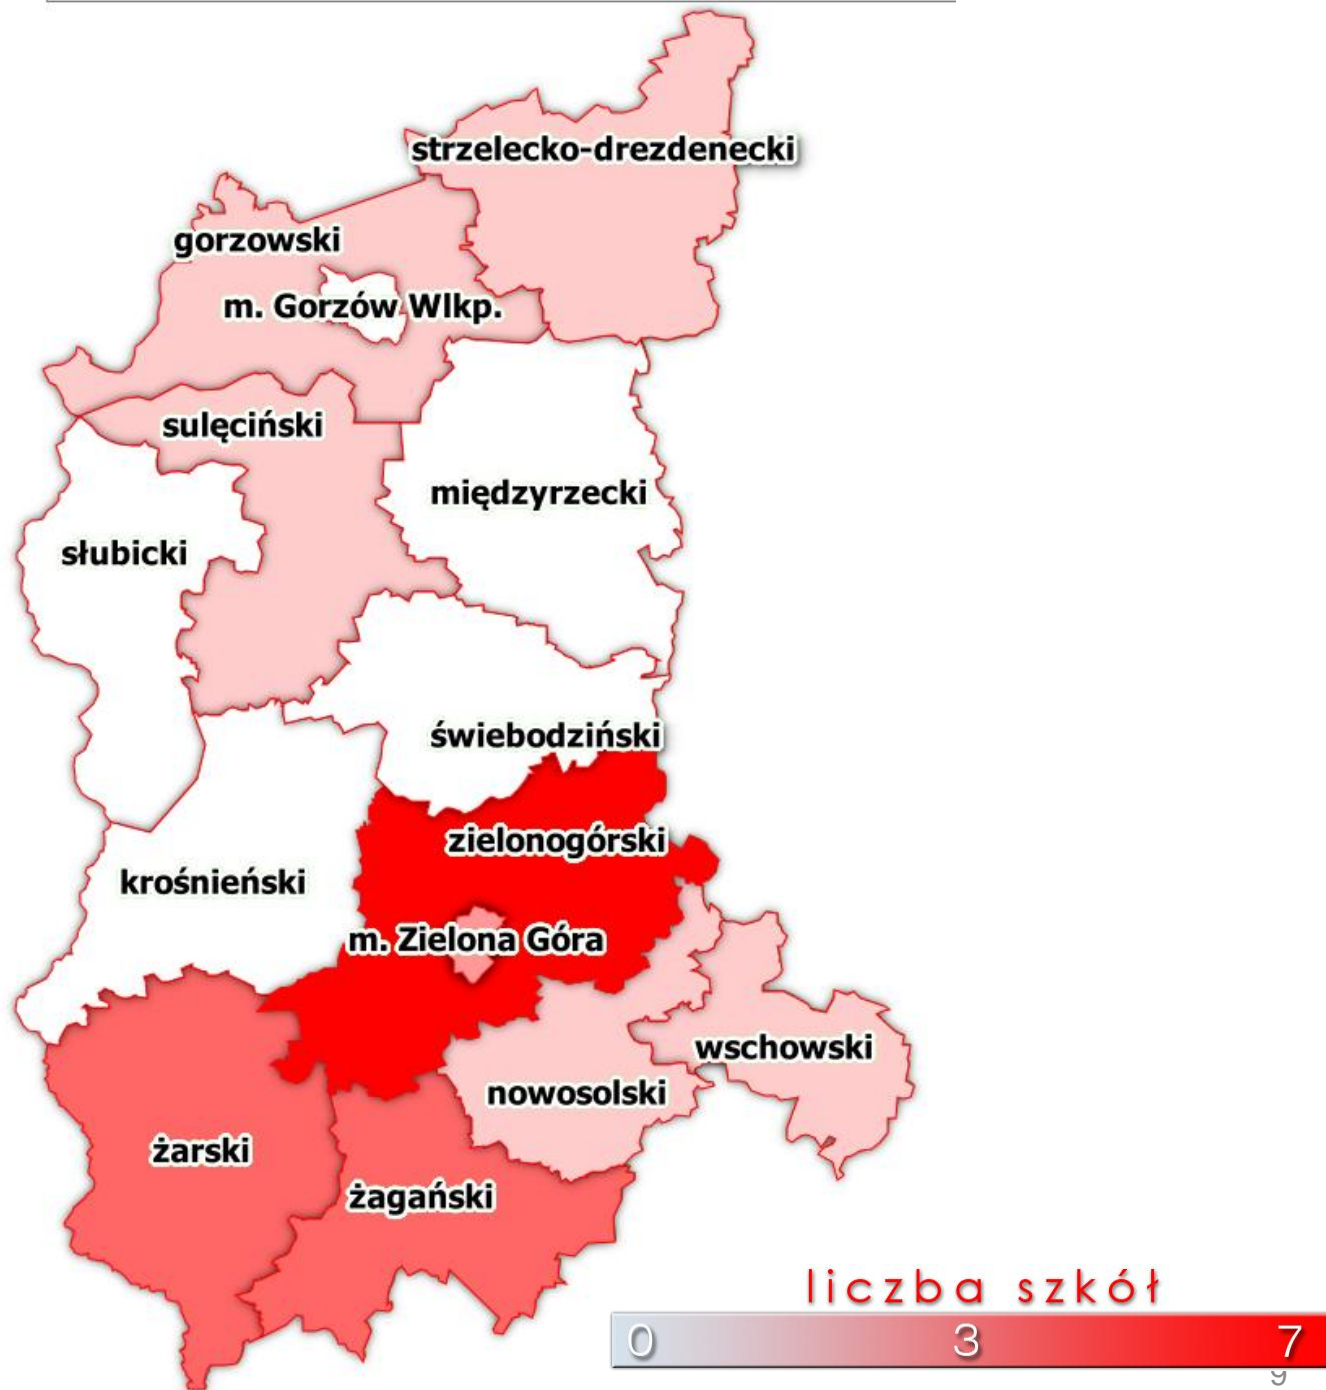 strzelecko-drezdenecki
gorzowski
m. Gorzów Wlkp.
sulęciński
międzyrzecki
słubicki
świebodziński
zielonogórski
krośnieński
m. Zielona Góra
wschowski
nowosolski
żarski
żagański
liczba szkół
0 3 7
9